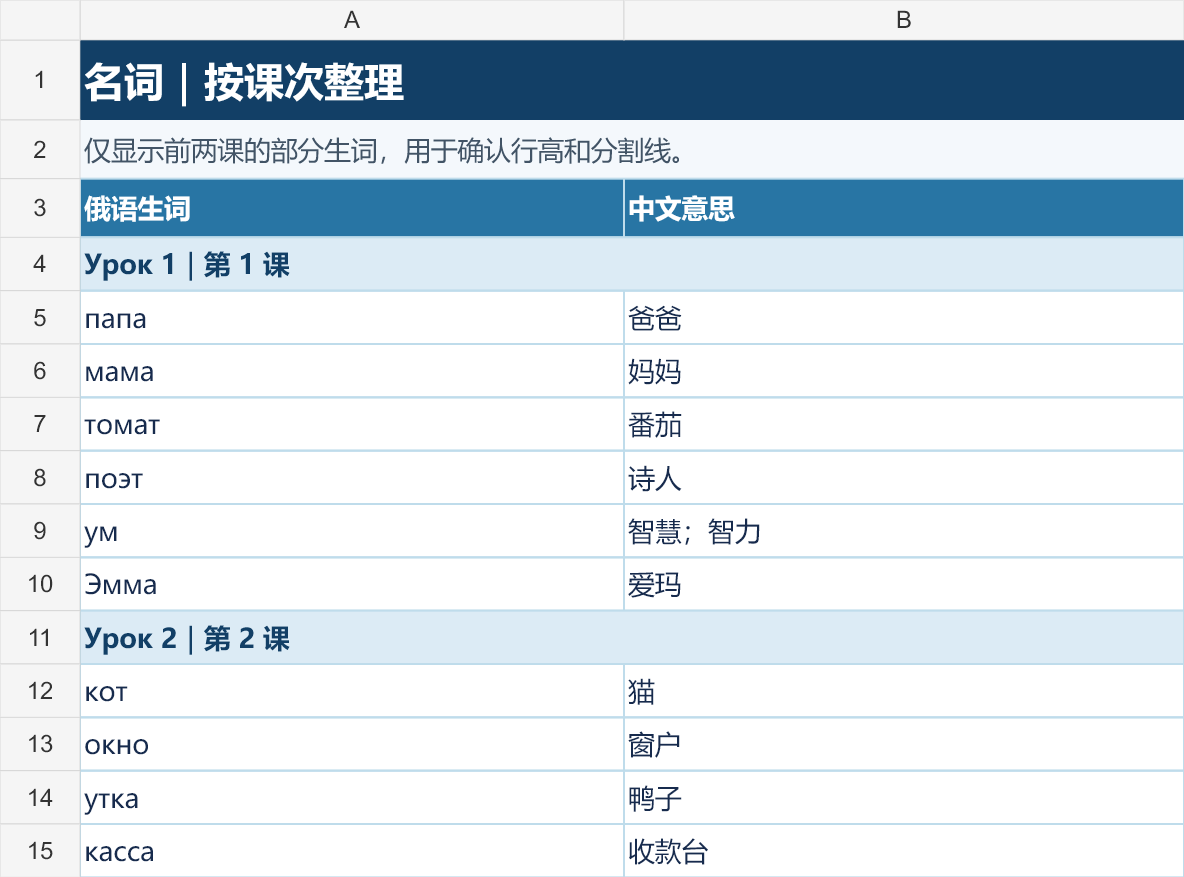 A B
1 名词｜按课次整理
2 仅显示前两课的部分生词，用于确认行高和分割线。
3 俄语生词 中文意思
4 Урок 1｜第 1 课
5 папа 爸爸
6 мама 妈妈
7 томат 番茄
8 поэт 诗人
9 ум 智慧；智力
10 Эмма 爱玛
11 Урок 2｜第 2 课
12 кот 猫
13 окно 窗户
14 утка 鸭子
15 касса 收款台